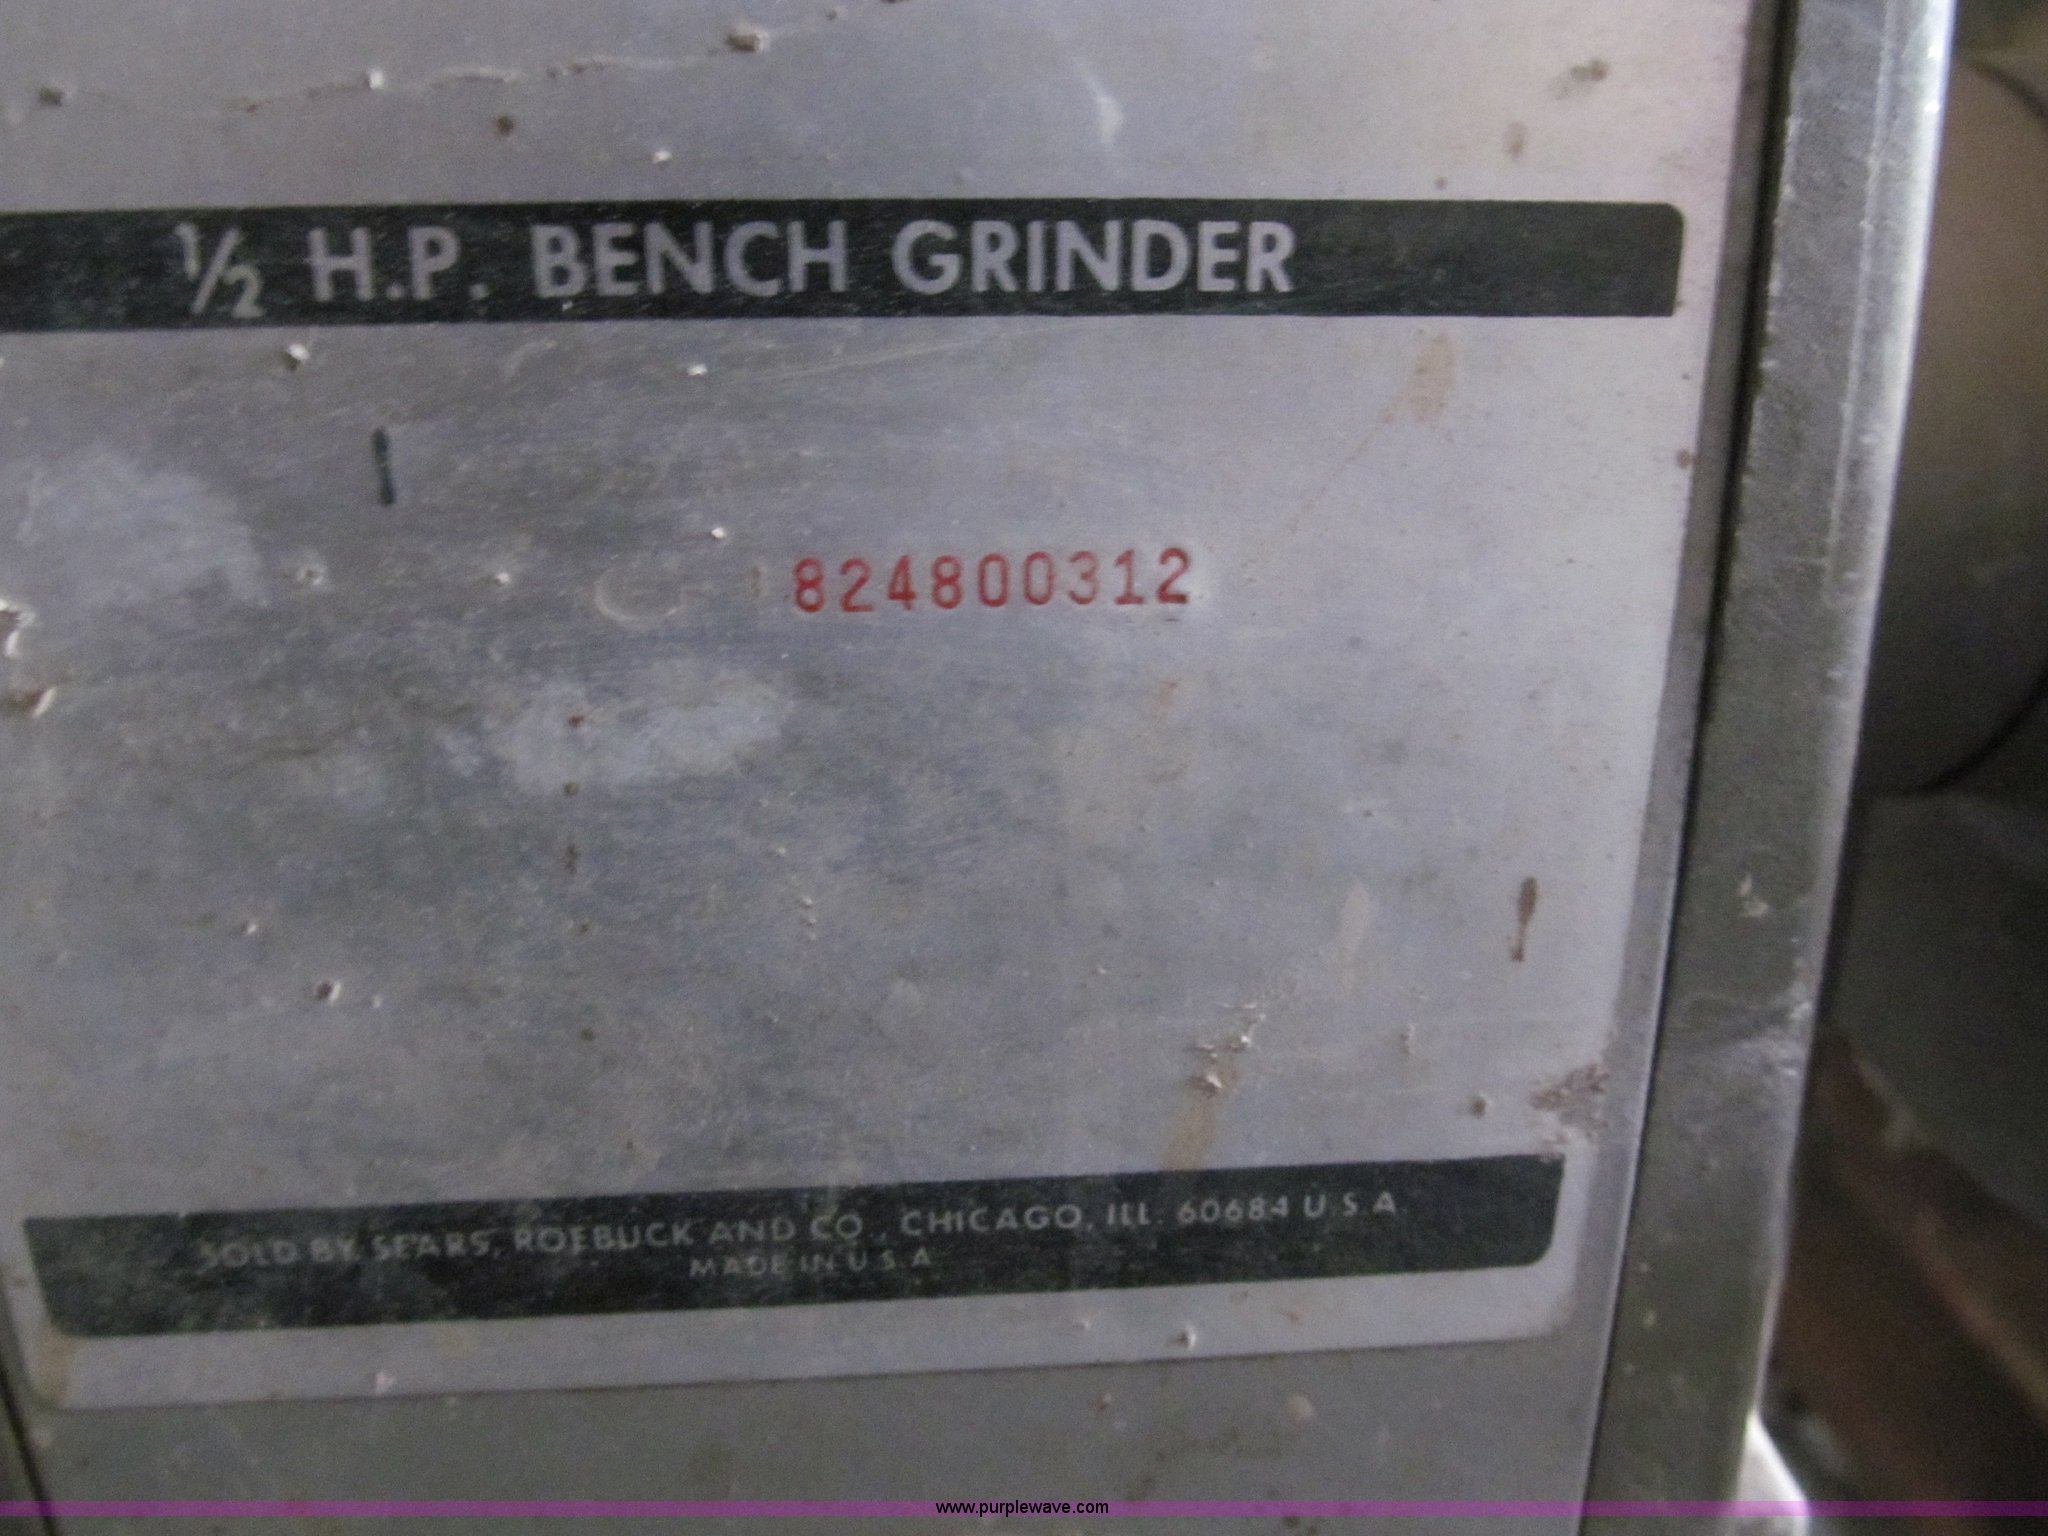 1/2 H.P. BENCH GRINDER
824800312
SOLD BY SEARS, ROEBUCK AND CO., CHICAGO, ILL. 60684 U.S.A.
MADE IN U.S.A.
www.purplewave.com